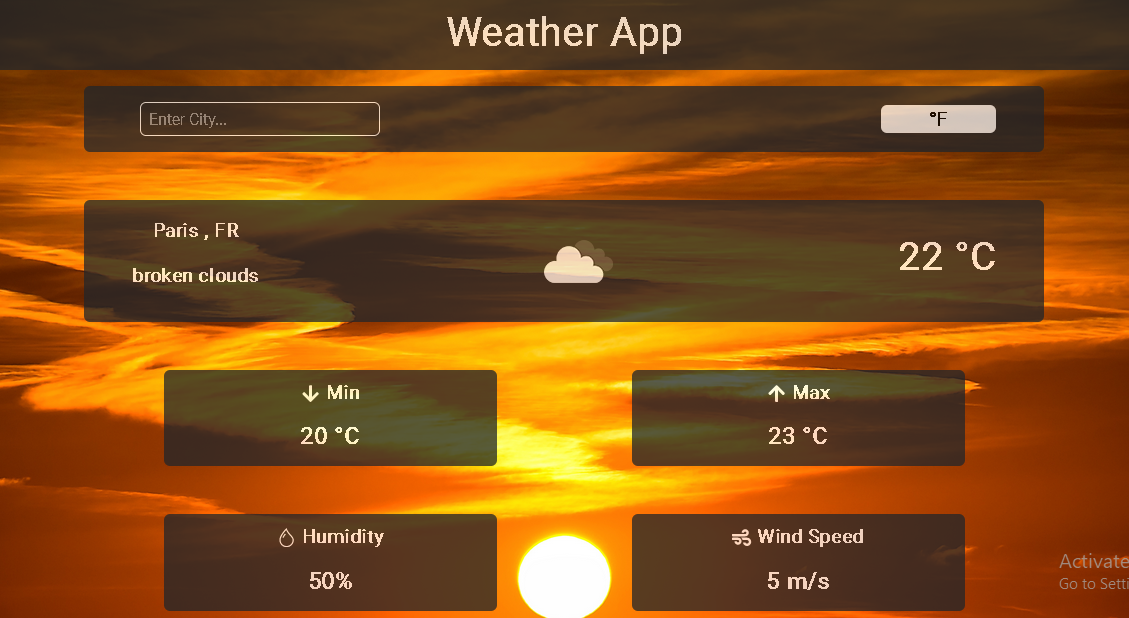 Weather App
Enter City...
°F
Paris , FR
broken clouds
22 °C
Min
20 °C
Max
23 °C
Humidity
50%
Wind Speed
5 m/s
Activate
Go to Setti